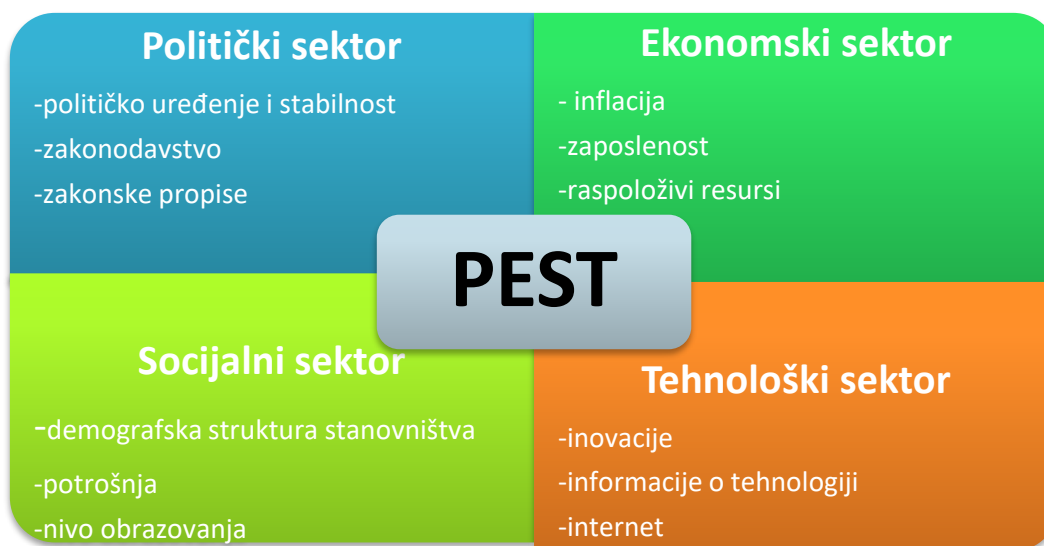 Politički sektor
-političko uređenje i stabilnost
-zakonodavstvo
-zakonske propise
Ekonomski sektor
- inflacija
-zaposlenost
-raspoloživi resursi
PEST
Socijalni sektor
-demografska struktura stanovništva
-potrošnja
-nivo obrazovanja
Tehnološki sektor
-inovacije
-informacije o tehnologiji
-internet